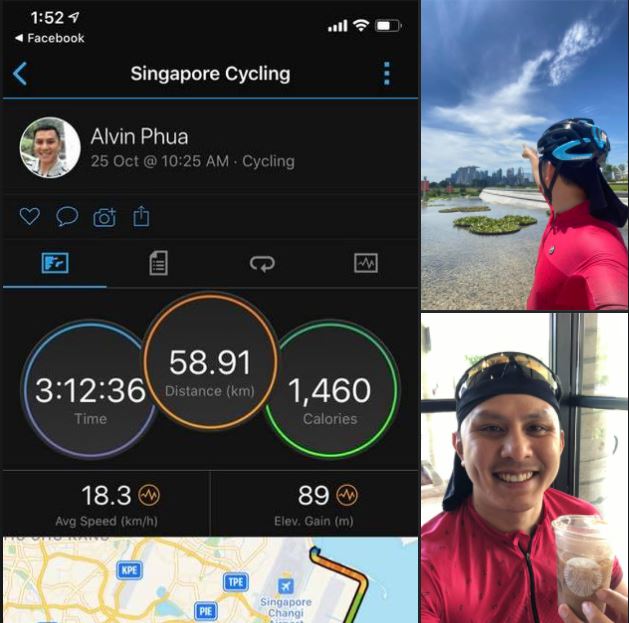 1:52
◀ Facebook
Singapore Cycling
Alvin Phua
25 Oct @ 10:25 AM · Cycling
3:12:36
Time
58.91
Distance (km)
1,460
Calories
18.3
Avg Speed (km/h)
89
Elev. Gain (m)
KPE
TPE
PIE
Singapore
Changi